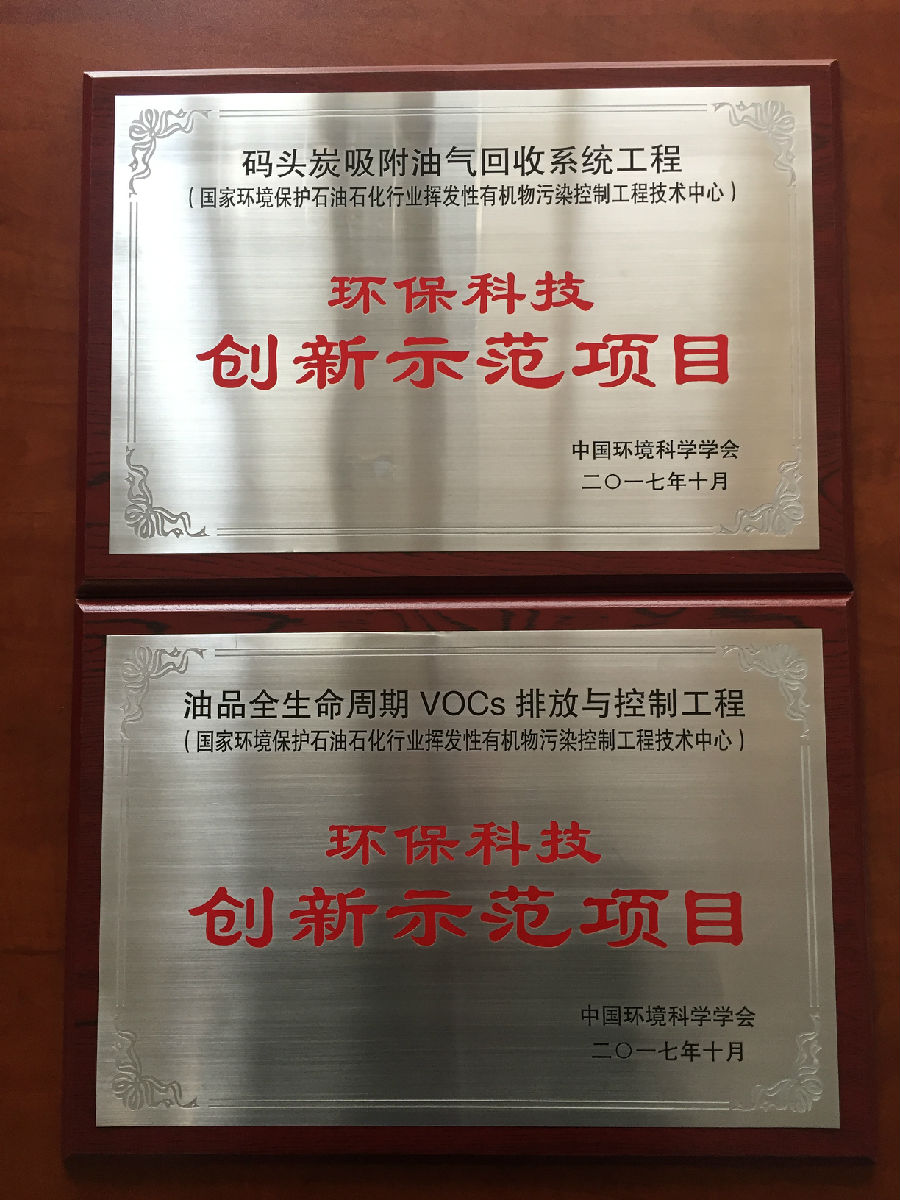 码头炭吸附油气回收系统工程
(国家环境保护石油石化行业挥发性有机物污染控制工程技术中心)
环保科技
创新示范项目
中国环境科学学会
二〇一七年十月
油品全生命周期 VOCs 排放与控制工程
(国家环境保护石油石化行业挥发性有机物污染控制工程技术中心)
环保科技
创新示范项目
中国环境科学学会
二〇一七年十月